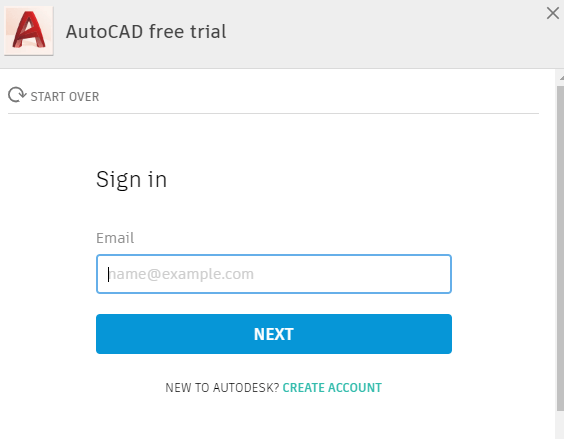 AutoCAD free trial
START OVER
Sign in
Email
name@example.com
NEXT
NEW TO AUTODESK? CREATE ACCOUNT